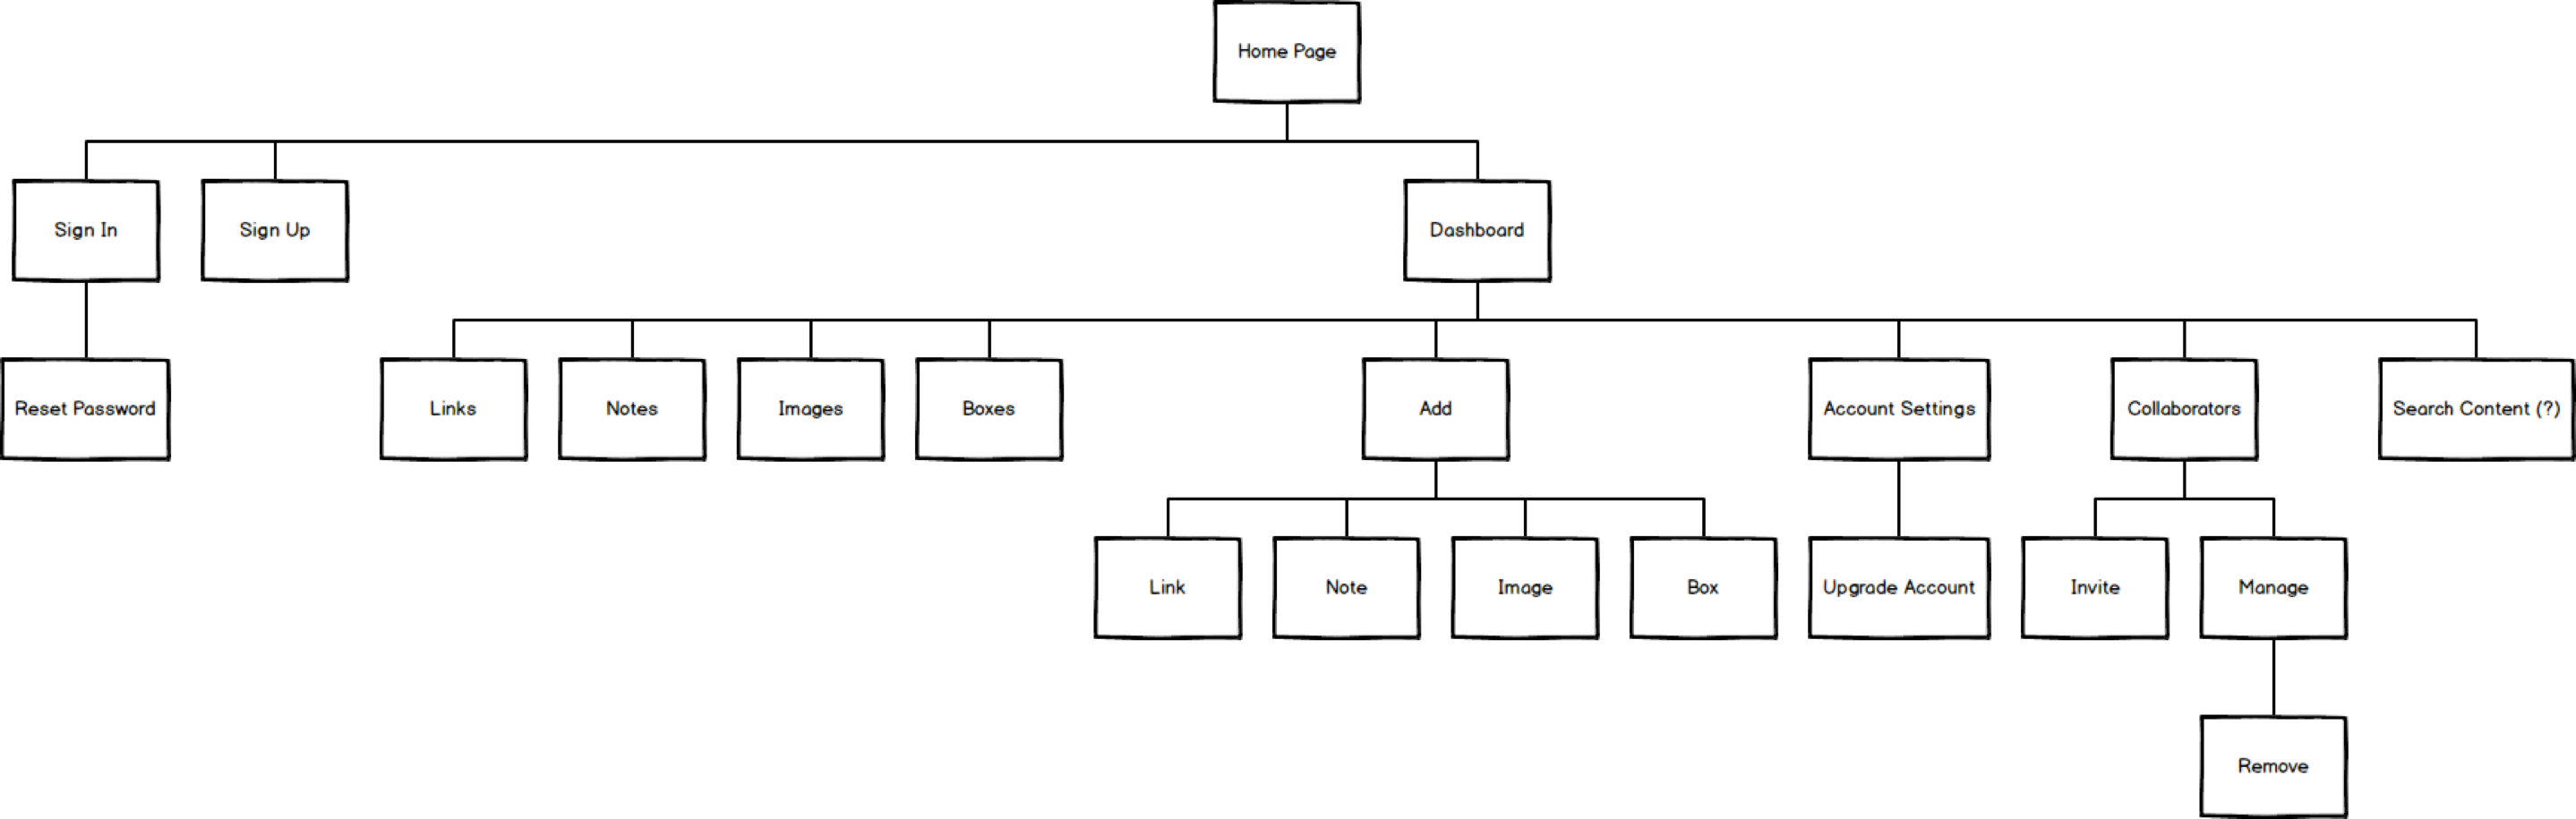 Home Page
Sign In
Sign Up
Dashboard
Reset Password
Links
Notes
Images
Boxes
Add
Account Settings
Collaborators
Search Content (?)
Link
Note
Image
Box
Upgrade Account
Invite
Manage
Remove